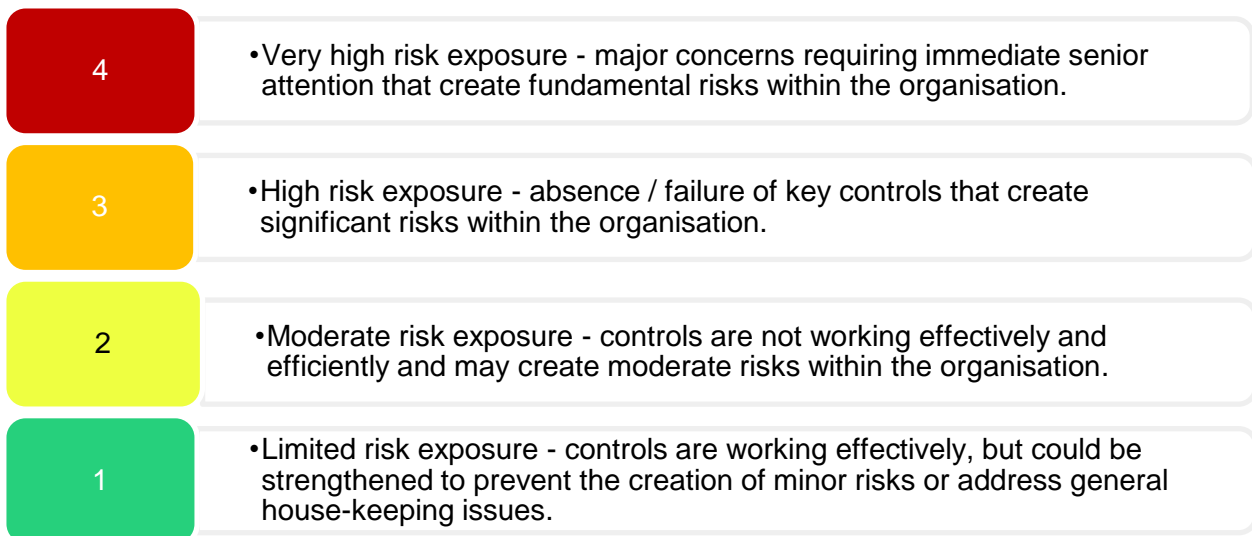 4
•Very high risk exposure - major concerns requiring immediate senior
attention that create fundamental risks within the organisation.
3
•High risk exposure - absence / failure of key controls that create
significant risks within the organisation.
2
•Moderate risk exposure - controls are not working effectively and
efficiently and may create moderate risks within the organisation.
1
•Limited risk exposure - controls are working effectively, but could be
strengthened to prevent the creation of minor risks or address general
house-keeping issues.